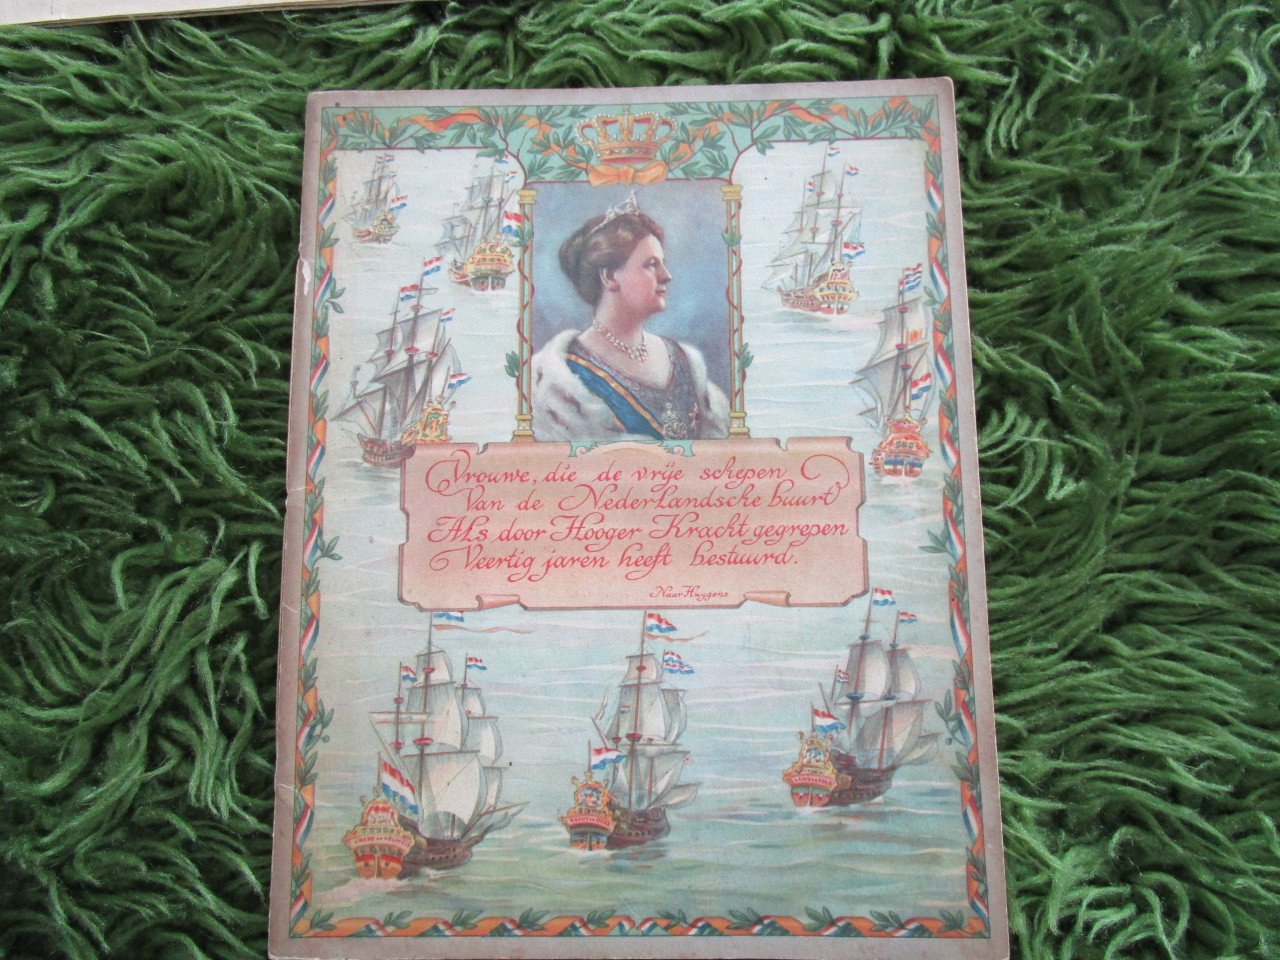 Vrouwe, die de vrije schepen
Van de Nederlandsche buurt
Als door Hooger Kracht gegrepen
Veertig jaren heeft bestuurd.
Naar Huygens